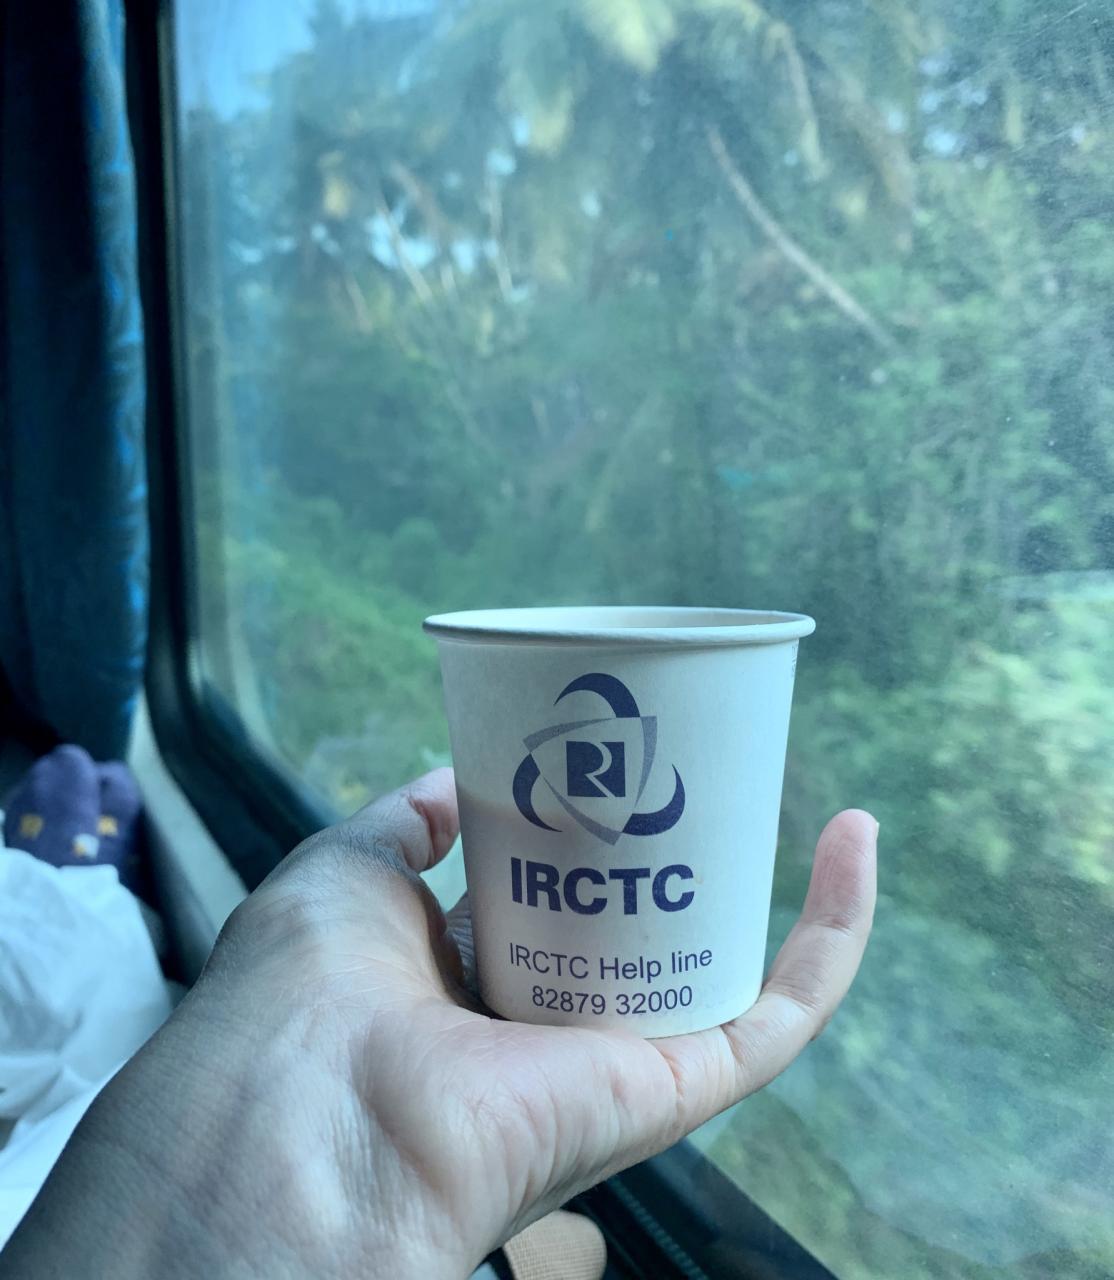 R
IRCTC
IRCTC Help line
82879 32000